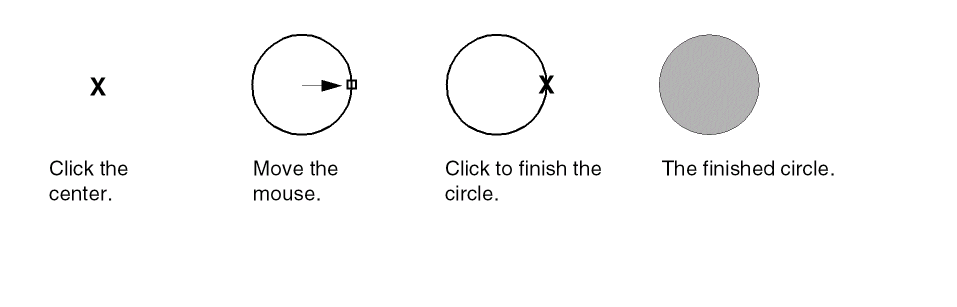 X
X
Click the
center.
Move the
mouse.
Click to finish the
circle.
The finished circle.